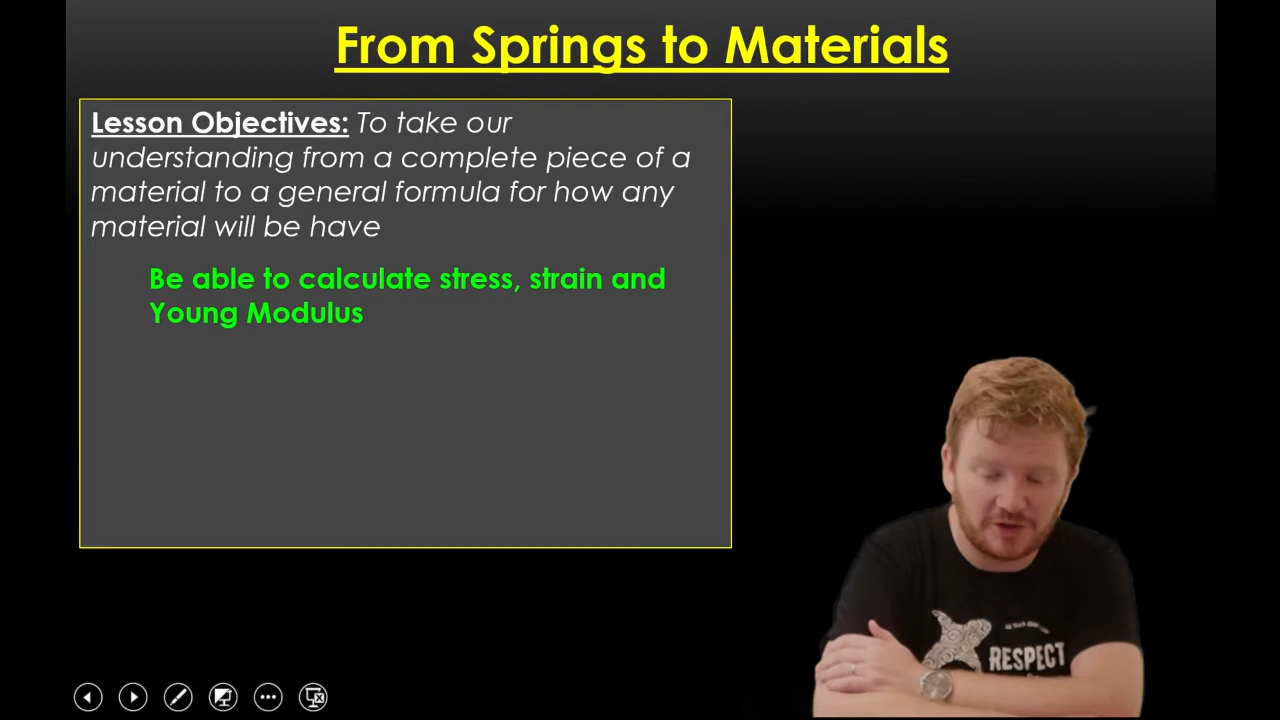 From Springs to Materials
Lesson Objectives: To take our
understanding from a complete piece of a
material to a general formula for how any
material will be have
Be able to calculate stress, strain and
Young Modulus
RESPECT